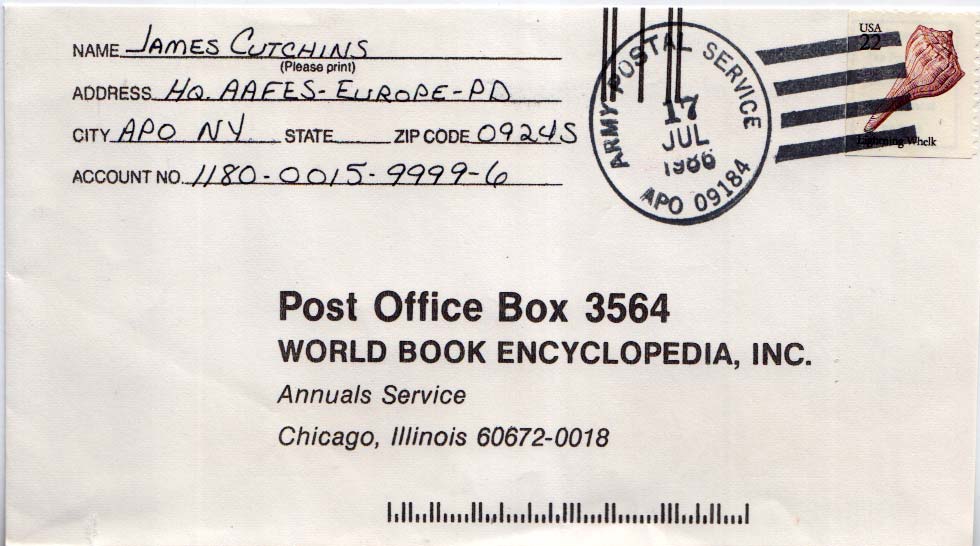 NAME JAMES CUTCHINS
(Please print)
ADDRESS HQ. AAFES-EUROPE-PD
CITY APO NY STATE ZIP CODE 09245
ACCOUNT NO. 1180-0015-9999-6
ARMY POSTAL SERVICE
17
JUL
1986
APO 09184
USA
22
Lightning Whelk
Post Office Box 3564
WORLD BOOK ENCYCLOPEDIA, INC.
Annuals Service
Chicago, Illinois 60672-0018